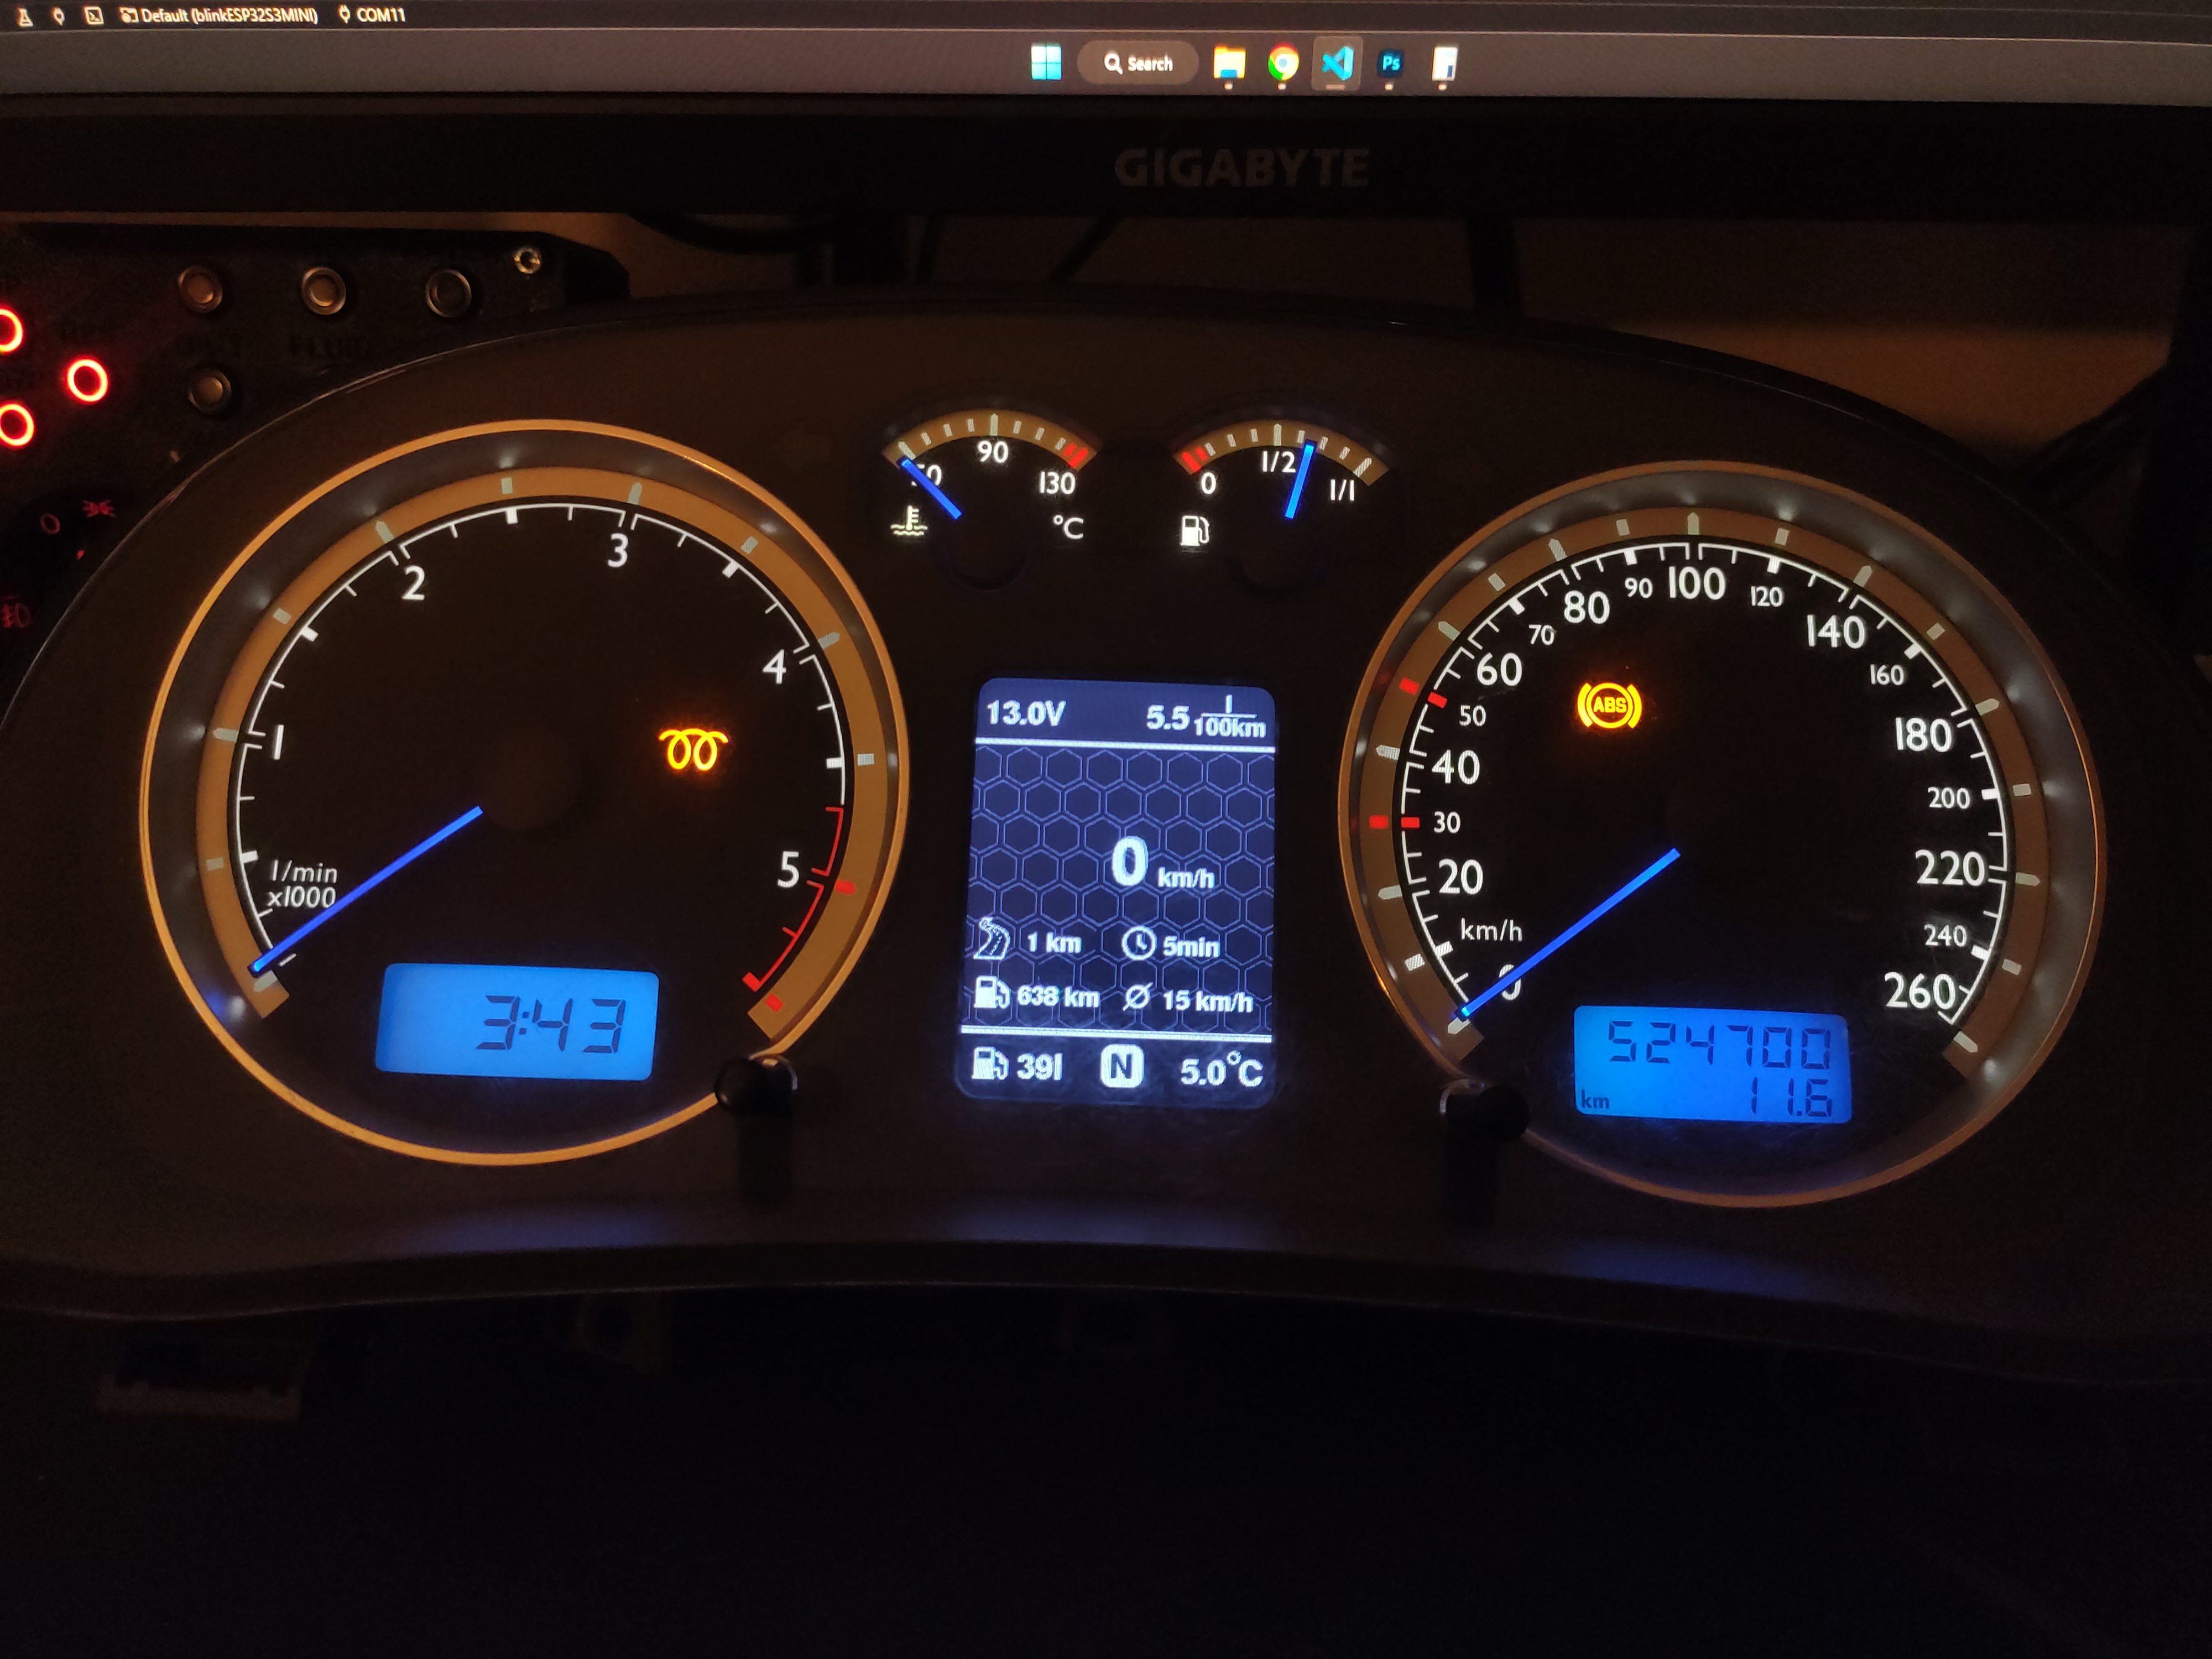 Default (blinkESP32S3MINI) COM11
Search
Ps
GIGABYTE
90
130
°C
0
1/2
1/1
1
2
3
4
5
1/min
x1000
3:43
13.0V 5.5 l/100km
0 km/h
1 km 5min
638 km Ø 15 km/h
39l N 5.0°C
ABS
0
20
30
40
50
60
70
80
90
100
120
140
160
180
200
220
240
260
km/h
524700
km 11.6